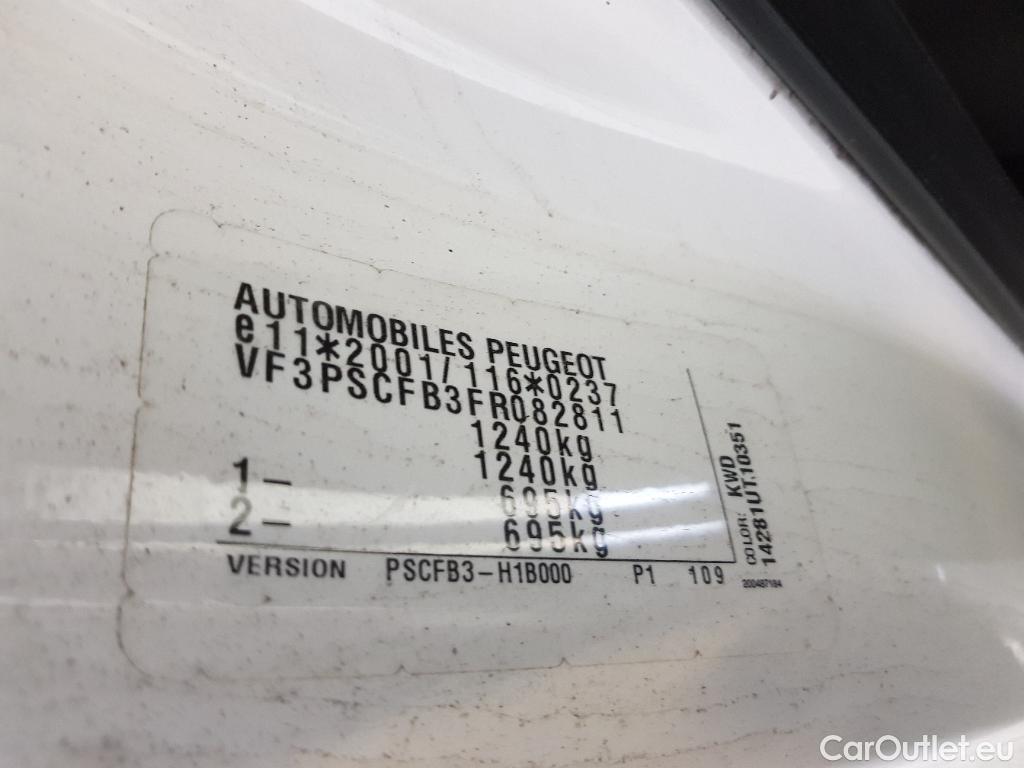 AUTOMOBILES PEUGEOT
e11*2001/116*0237
VF3PSCFB3FR082811
1240kg
1240kg
1- 695kg
2- 695kg
VERSION PSCFB3-H1B000 P1 109
COLOR: KWD
14281UT.10351
200487194
CarOutlet.eu